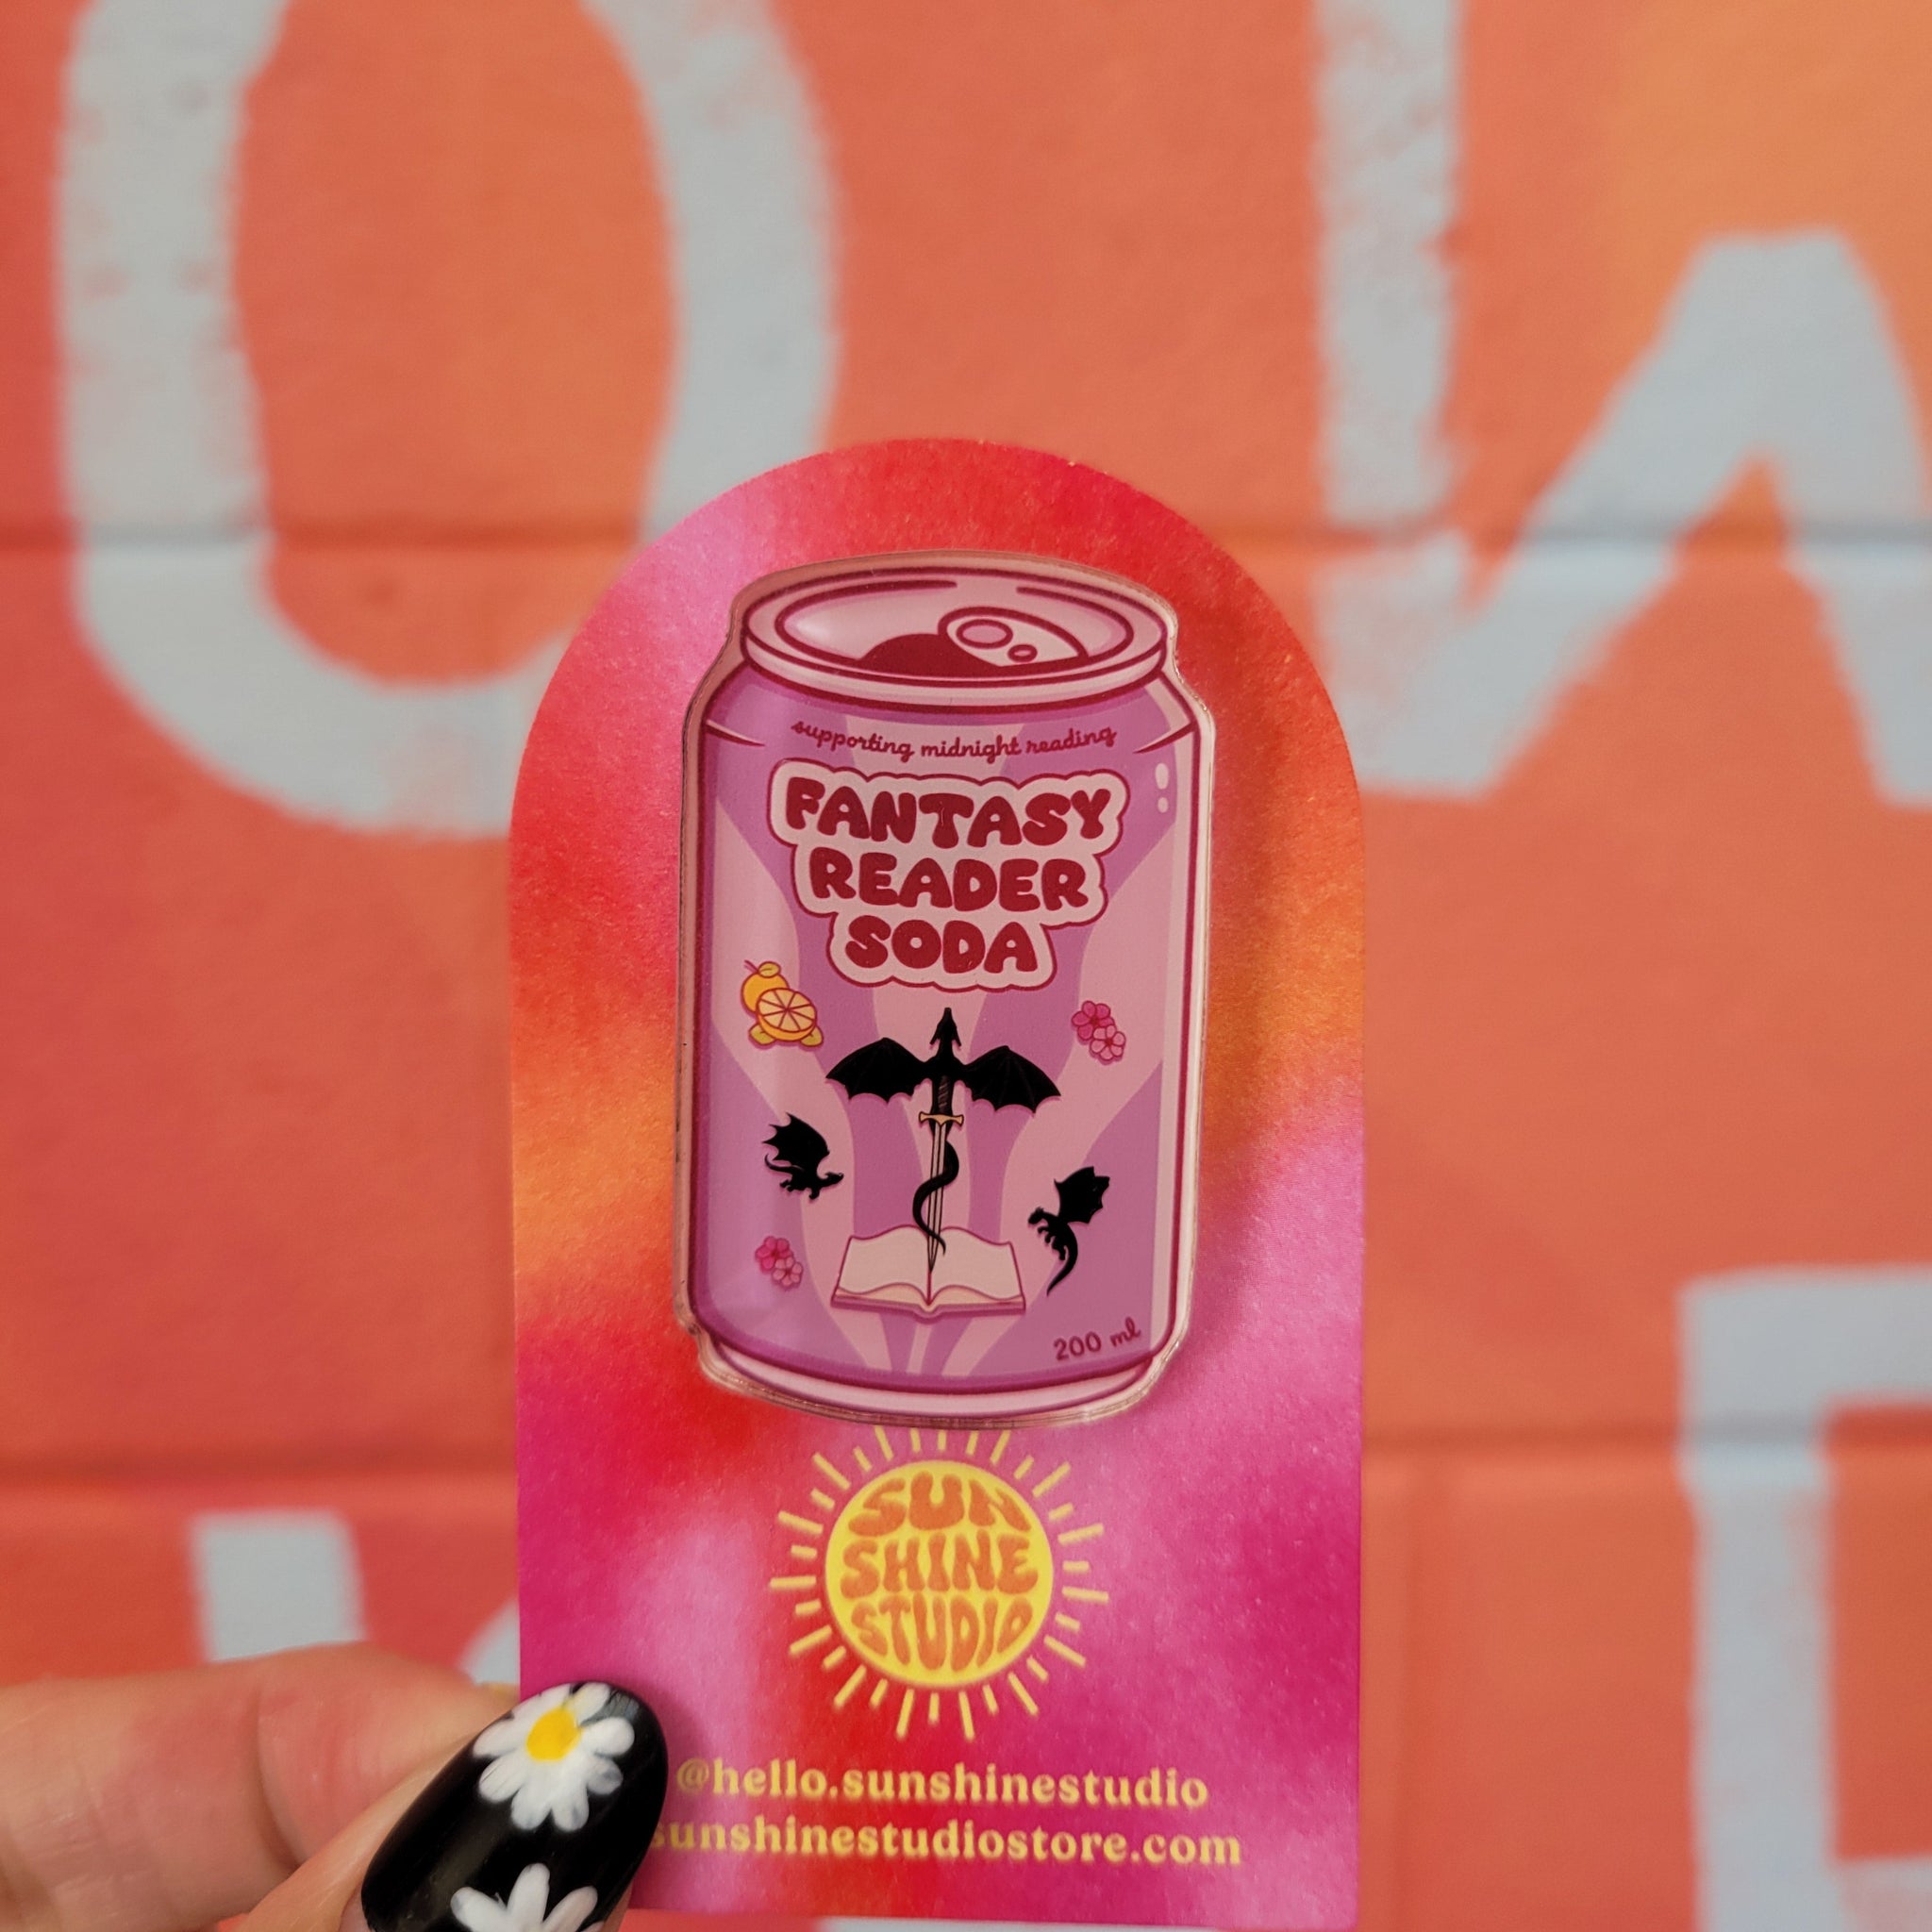 supporting midnight reading
FANTASY
READER
SODA
200 ml
SUN
SHINE
STUDIO
@hello.sunshinestudio
sunshinestudiostore.com